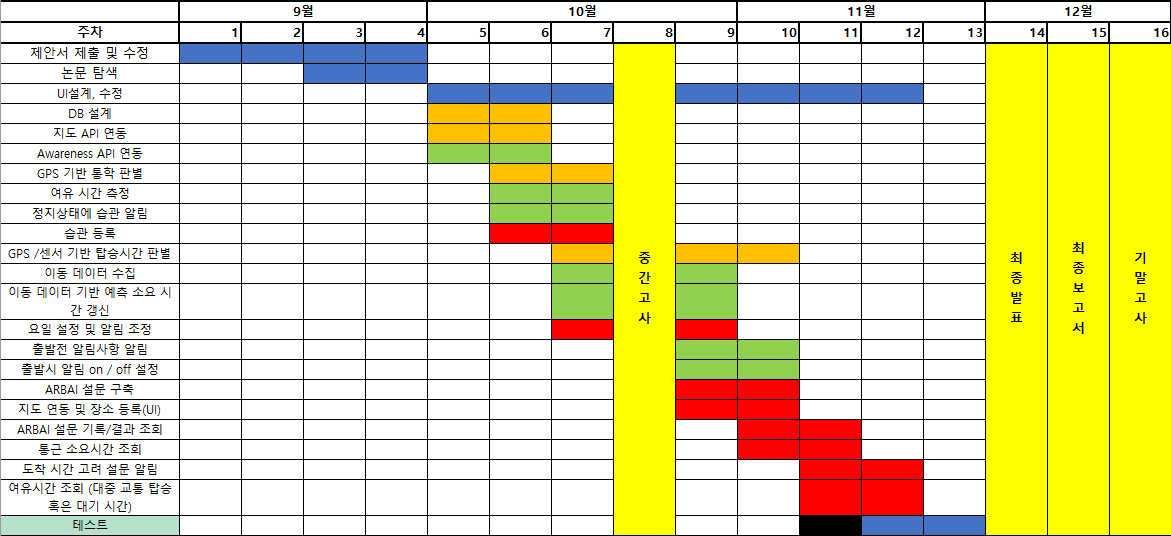 9월 10월 11월 12월
주차 1 2 3 4 5 6 7 8 9 10 11 12 13 14 15 16
제안서 제출 및 수정
논문 탐색
UI설계, 수정
DB 설계
지도 API 연동
Awareness API 연동
GPS 기반 통학 판별
여유 시간 측정
정지상태에 습관 알림
습관 등록
GPS /센서 기반 탑승시간 판별
이동 데이터 수집
이동 데이터 기반 예측 소요 시
간 갱신
요일 설정 및 알림 조정
출발전 알림사항 알림
출발시 알림 on / off 설정
ARBAI 설문 구축
지도 연동 및 장소 등록(UI)
ARBAI 설문 기록/결과 조회
통근 소요시간 조회
도착 시간 고려 설문 알림
여유시간 조회 (대중 교통 탑승
혹은 대기 시간)
테스트
중
간
고
사
최
종
발
표
최
종
보
고
서
기
말
고
사